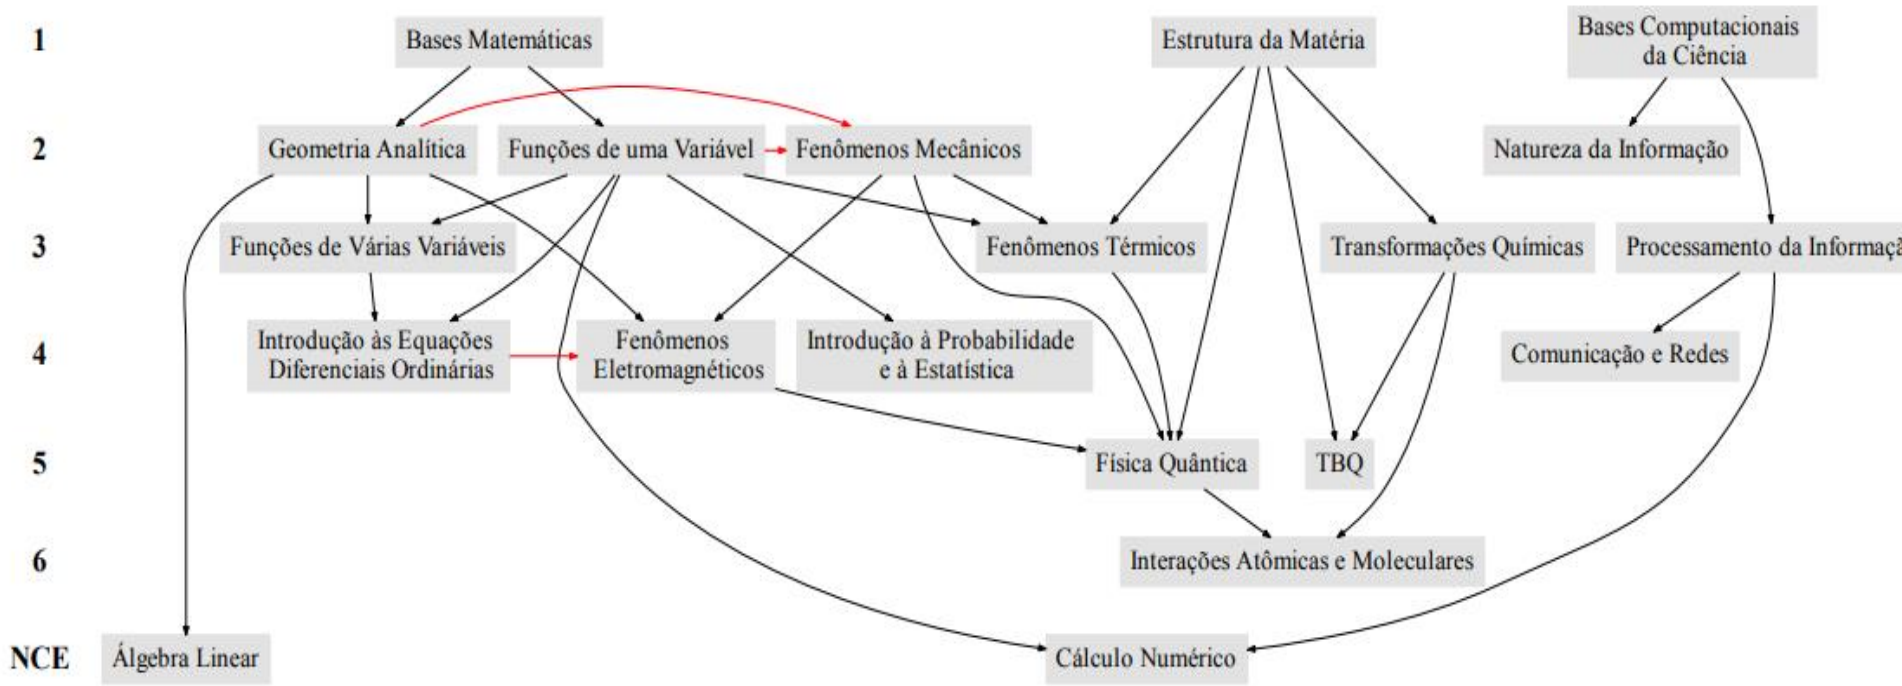 1
Bases Matemáticas
Estrutura da Matéria
Bases Computacionais
da Ciência
2
Geometria Analítica
Funções de uma Variável
Fenômenos Mecânicos
Natureza da Informação
3
Funções de Várias Variáveis
Fenômenos Térmicos
Transformações Químicas
Processamento da Informaçã
4
Introdução às Equações
Diferenciais Ordinárias
Fenômenos
Eletromagnéticos
Introdução à Probabilidade
e à Estatística
Comunicação e Redes
5
Física Quântica
TBQ
6
Interações Atômicas e Moleculares
NCE
Álgebra Linear
Cálculo Numérico